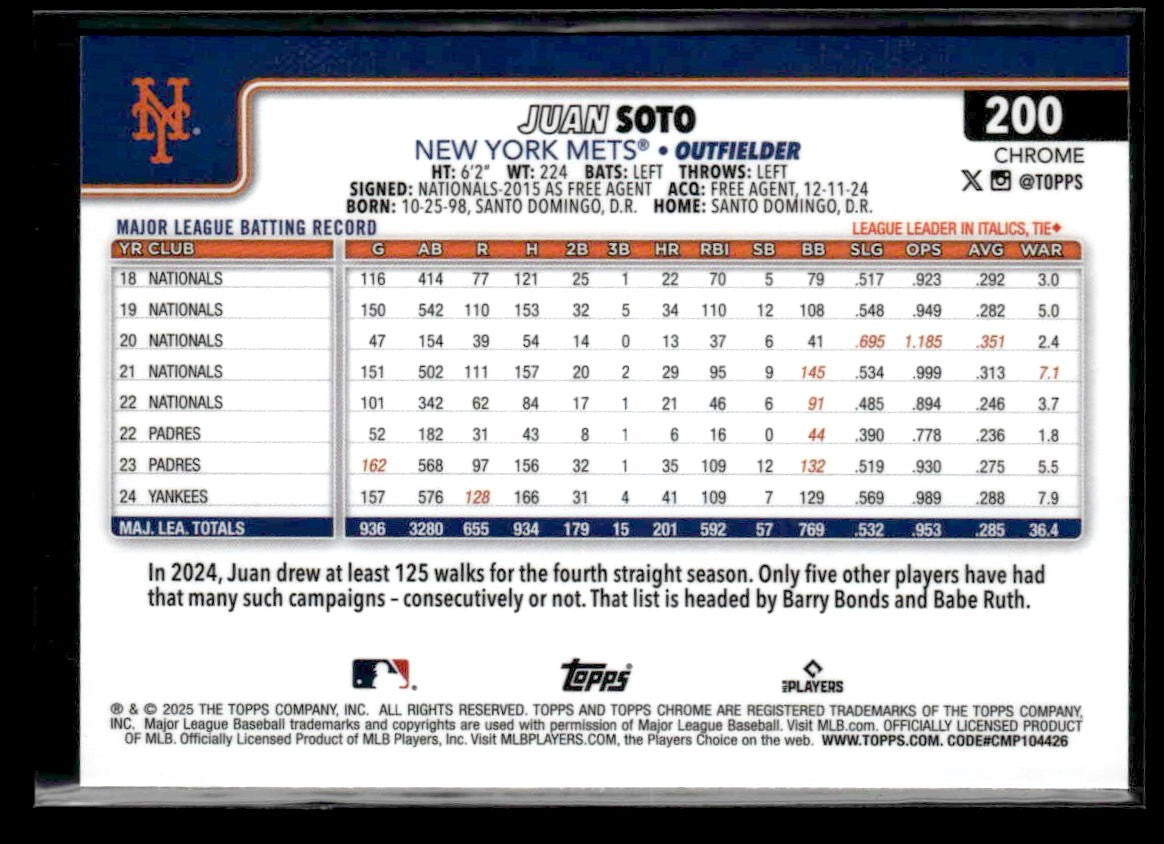 NY
JUAN SOTO
200
NEW YORK METS® • OUTFIELDER
CHROME
HT: 6'2" WT: 224 BATS: LEFT THROWS: LEFT
@TOPPS
SIGNED: NATIONALS-2015 AS FREE AGENT ACQ: FREE AGENT, 12-11-24
BORN: 10-25-98, SANTO DOMINGO, D.R. HOME: SANTO DOMINGO, D.R.
MAJOR LEAGUE BATTING RECORD LEAGUE LEADER IN ITALICS, TIE♦
YR CLUB G AB R H 2B 3B HR RBI SB BB SLG OPS AVG WAR
18 NATIONALS 116 414 77 121 25 1 22 70 5 79 .517 .923 .292 3.0
19 NATIONALS 150 542 110 153 32 5 34 110 12 108 .548 .949 .282 5.0
20 NATIONALS 47 154 39 54 14 0 13 37 6 41 .695 1.185 .351 2.4
21 NATIONALS 151 502 111 157 20 2 29 95 9 145 .534 .999 .313 7.1
22 NATIONALS 101 342 62 84 17 1 21 46 6 91 .485 .894 .246 3.7
22 PADRES 52 182 31 43 8 1 6 16 0 44 .390 .778 .236 1.8
23 PADRES 162 568 97 156 32 1 35 109 12 132 .519 .930 .275 5.5
24 YANKEES 157 576 128 166 31 4 41 109 7 129 .569 .989 .288 7.9
MAJ. LEA. TOTALS 936 3280 655 934 179 15 201 592 57 769 .532 .953 .285 36.4
In 2024, Juan drew at least 125 walks for the fourth straight season. Only five other players have had
that many such campaigns – consecutively or not. That list is headed by Barry Bonds and Babe Ruth.
Topps® MLB PLAYERS
® & © 2025 THE TOPPS COMPANY, INC. ALL RIGHTS RESERVED. TOPPS AND TOPPS CHROME ARE REGISTERED TRADEMARKS OF THE TOPPS COMPANY,
INC. Major League Baseball trademarks and copyrights are used with permission of Major League Baseball. Visit MLB.com. OFFICIALLY LICENSED PRODUCT
OF MLB. Officially Licensed Product of MLB Players, Inc. Visit MLBPLAYERS.COM, the Players Choice on the web. WWW.TOPPS.COM. CODE#CMP104426